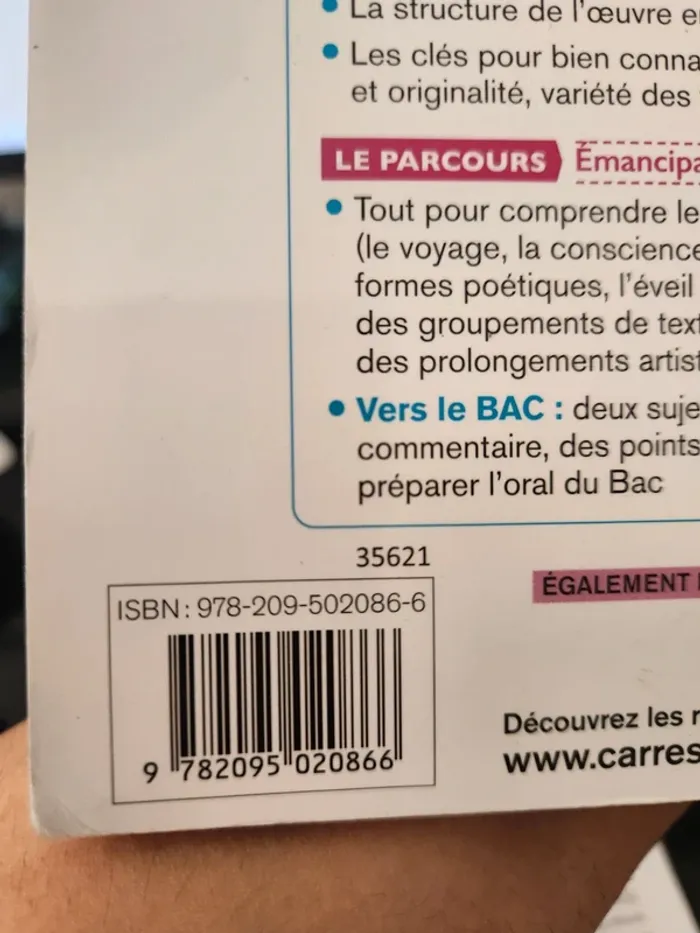 • La structure de l'œuvre e
• Les clés pour bien conna
et originalité, variété des
LE PARCOURS Émancipa
• Tout pour comprendre le
(le voyage, la conscience
formes poétiques, l'éveil
des groupements de text
des prolongements artist
• Vers le BAC : deux suje
commentaire, des points
préparer l'oral du Bac
35621
ISBN : 978-209-502086-6
9 782095 020866
ÉGALEMENT
Découvrez les r
www.carres